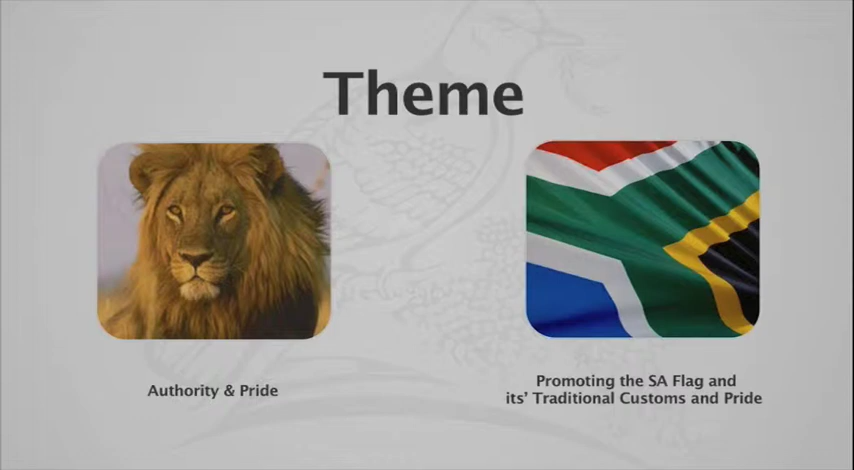 Theme
Authority & Pride
Promoting the SA Flag and
its’ Traditional Customs and Pride